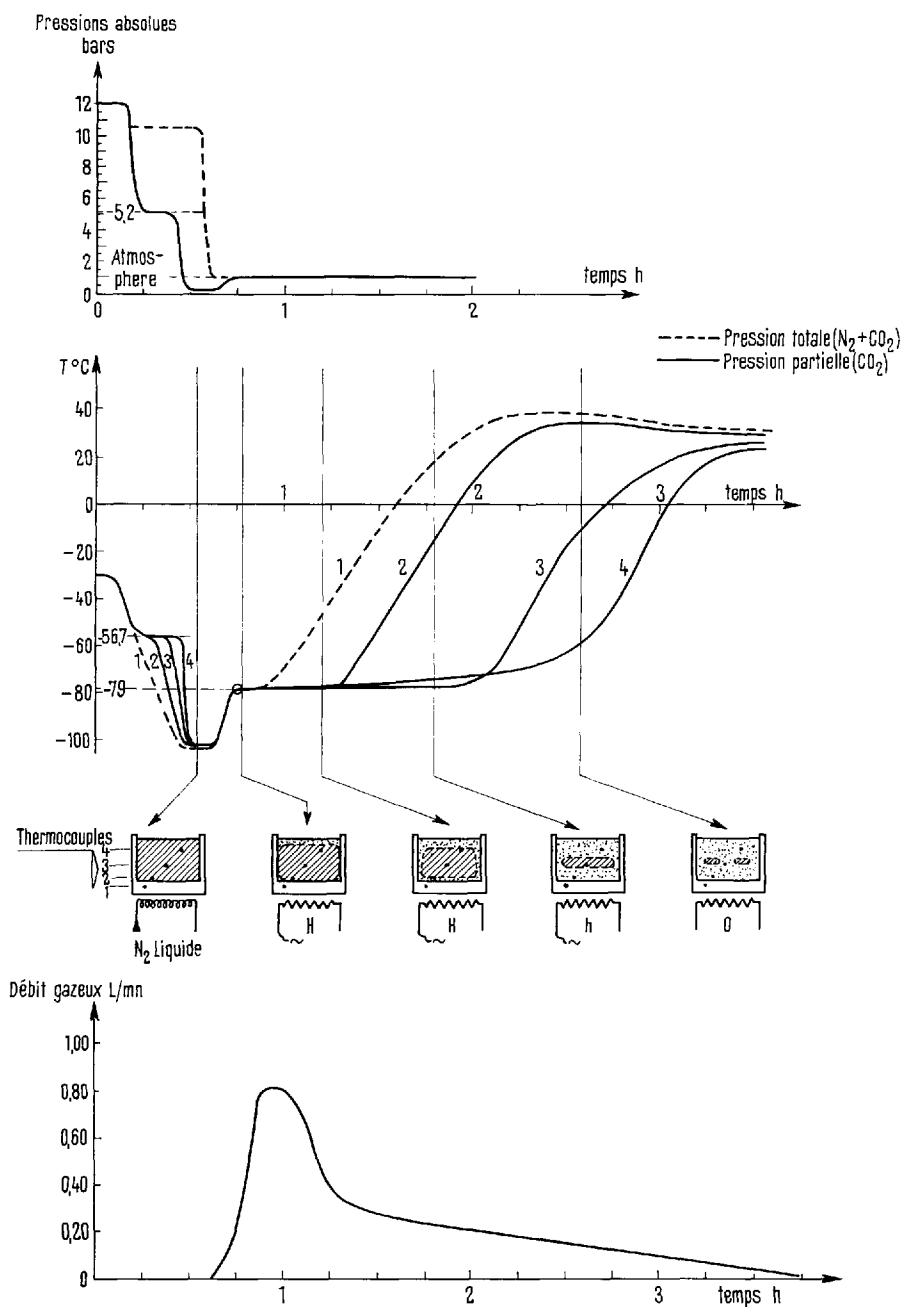 Pressions absolues
bars
12
10
8
6
5,2
4
2
0
Atmos-
phere
0
1
2
temps h
Pression totale (N2+CO2)
Pression partielle (CO2)
T°C
40
20
0
-20
-40
-56,7
-60
-79
-80
-100
1
2
3
temps h
1
2
3
4
1
2
3
4
Thermocouples
4
3
2
1
N2 Liquide
H
H
h
0
Débit gazeux L/mn
1,00
0,80
0,60
0,40
0,20
0
1
2
3
temps h